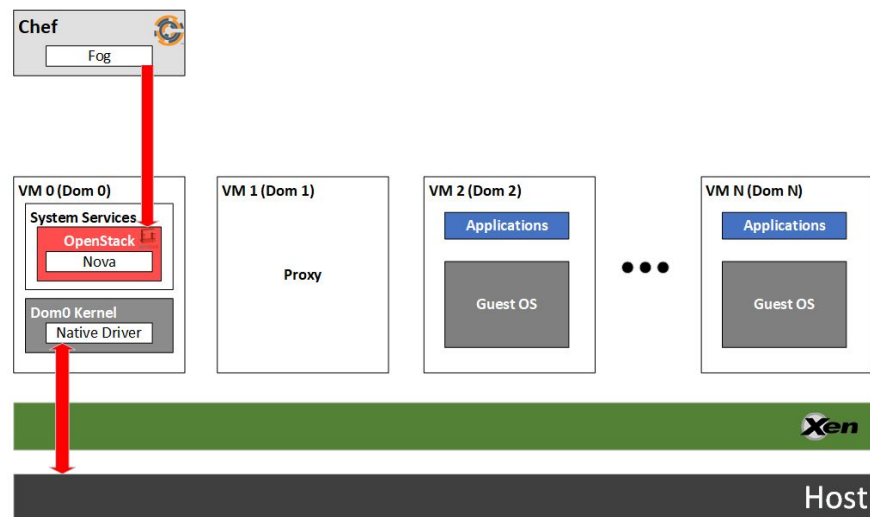 Chef
Fog
VM 0 (Dom 0)
System Services
OpenStack
Nova
Dom0 Kernel
Native Driver
VM 1 (Dom 1)
Proxy
VM 2 (Dom 2)
Applications
Guest OS
VM N (Dom N)
Applications
Guest OS
Xen
Host